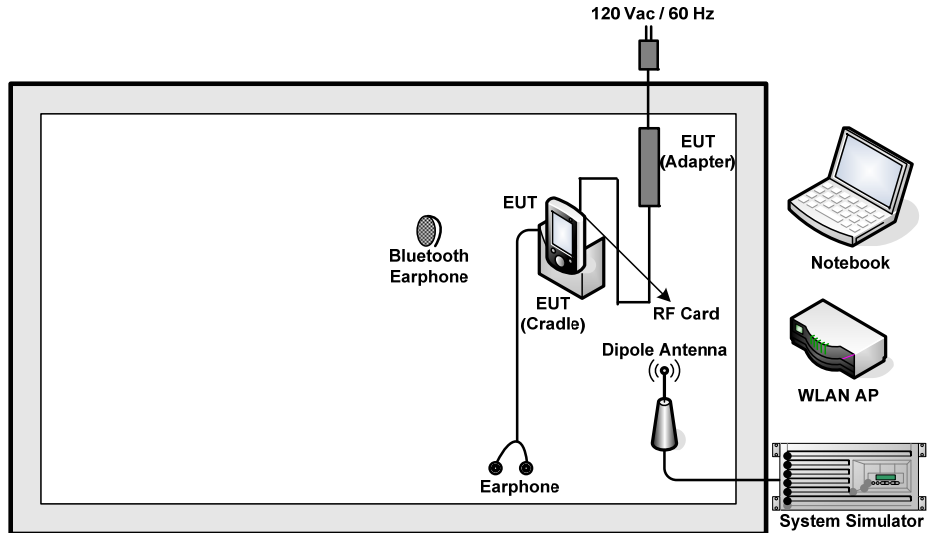 120 Vac / 60 Hz
EUT
(Adapter)
EUT
Bluetooth
Earphone
Notebook
EUT
(Cradle)
RF Card
Dipole Antenna
WLAN AP
Earphone
System Simulator